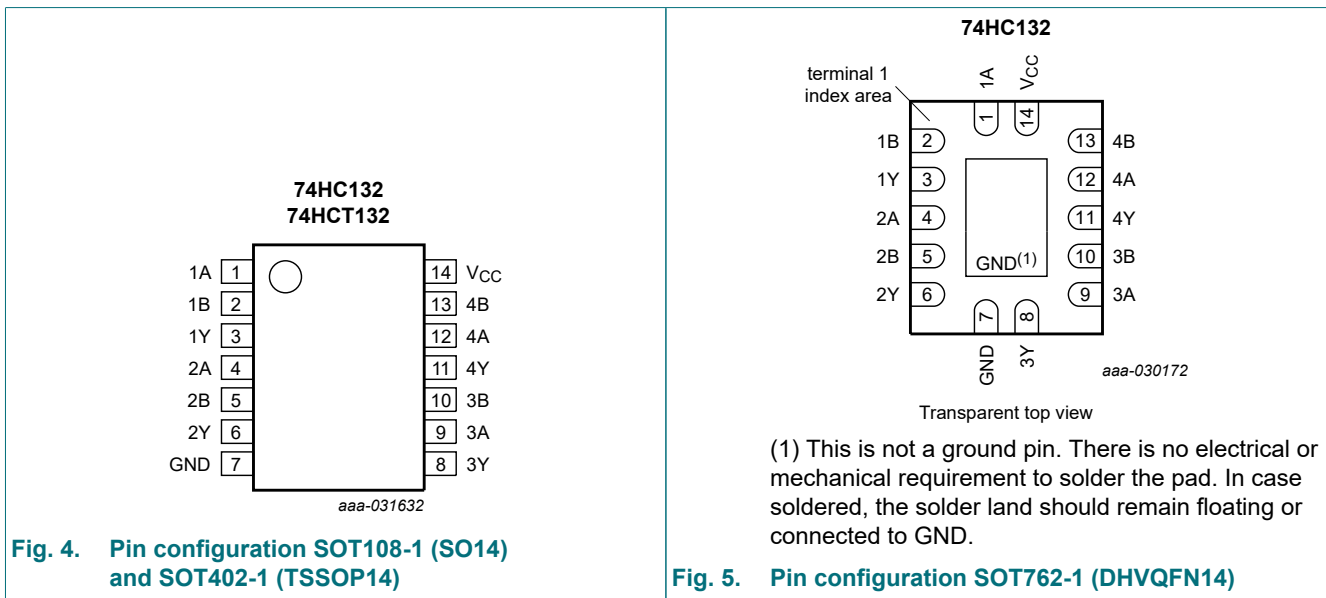 74HC132
74HCT132
1A 1
1B 2
1Y 3
2A 4
2B 5
2Y 6
GND 7
14 VCC
13 4B
12 4A
11 4Y
10 3B
9 3A
8 3Y
aaa-031632
Fig. 4. Pin configuration SOT108-1 (SO14)
and SOT402-1 (TSSOP14)
74HC132
terminal 1
index area
1A
VCC
1
14
1B 2
1Y 3
2A 4
2B 5
2Y 6
13 4B
12 4A
11 4Y
10 3B
9 3A
GND(1)
7
8
GND
3Y
aaa-030172
Transparent top view
(1) This is not a ground pin. There is no electrical or
mechanical requirement to solder the pad. In case
soldered, the solder land should remain floating or
connected to GND.
Fig. 5. Pin configuration SOT762-1 (DHVQFN14)